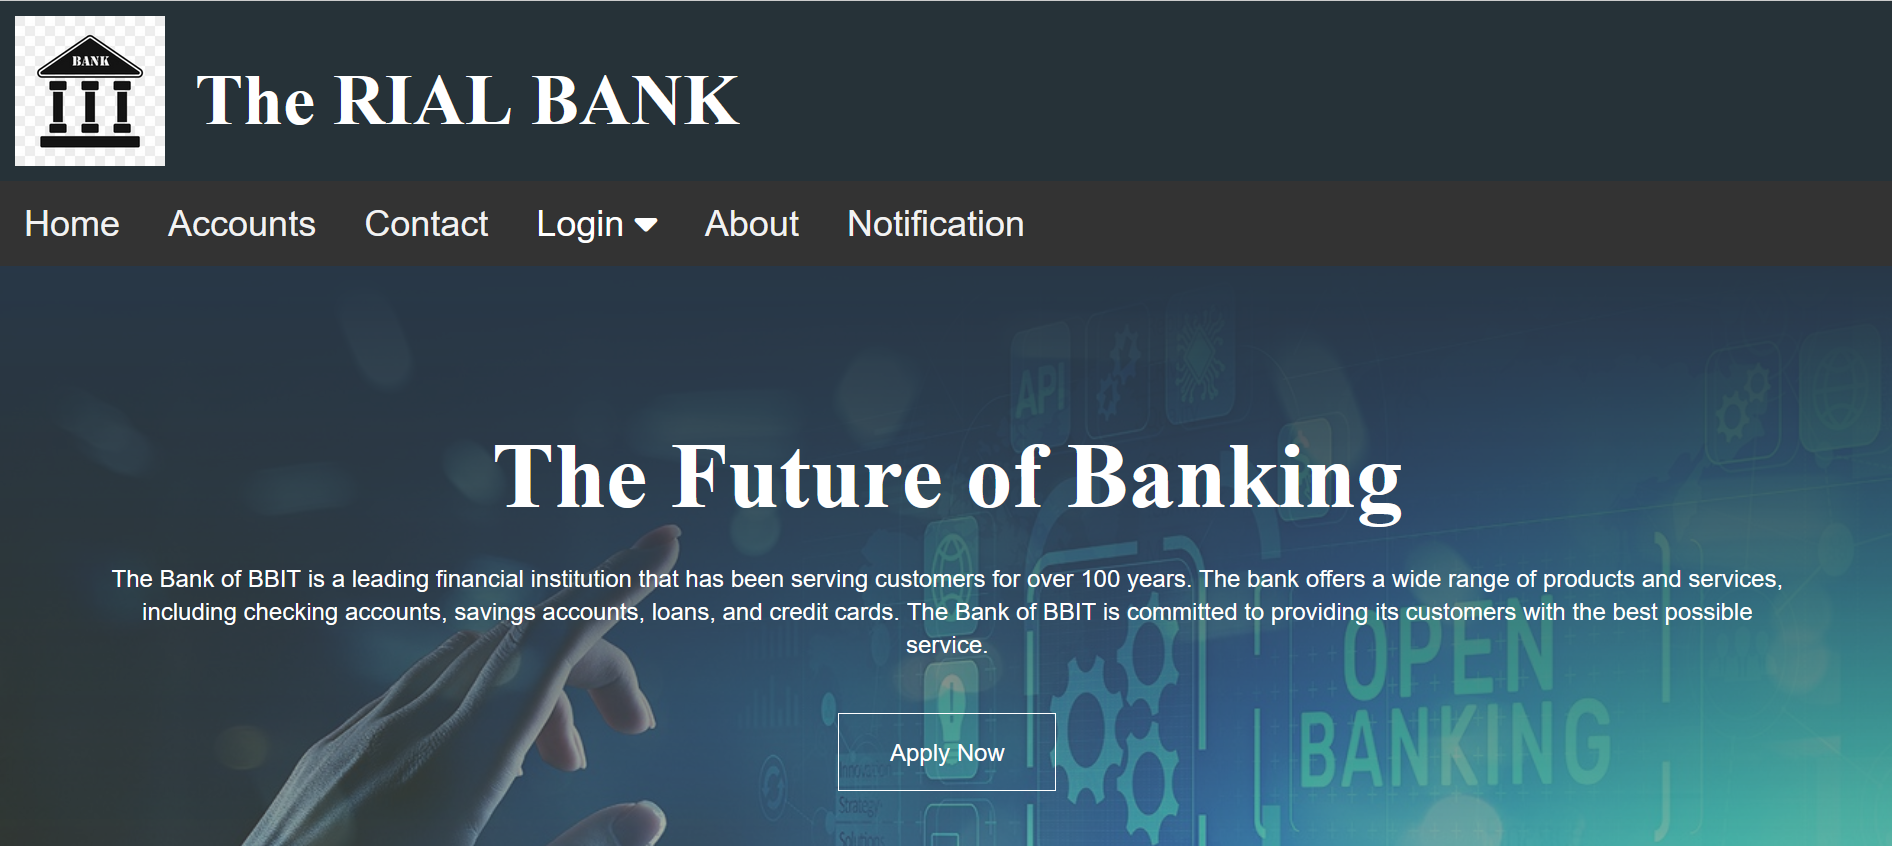 BANK
The RIAL BANK
Home Accounts Contact Login About Notification
API
The Future of Banking
The Bank of BBIT is a leading financial institution that has been serving customers for over 100 years. The bank offers a wide range of products and services,
including checking accounts, savings accounts, loans, and credit cards. The Bank of BBIT is committed to providing its customers with the best possible
service.
OPEN
BANKING
Apply Now
Innovation
Strategy
Solutions